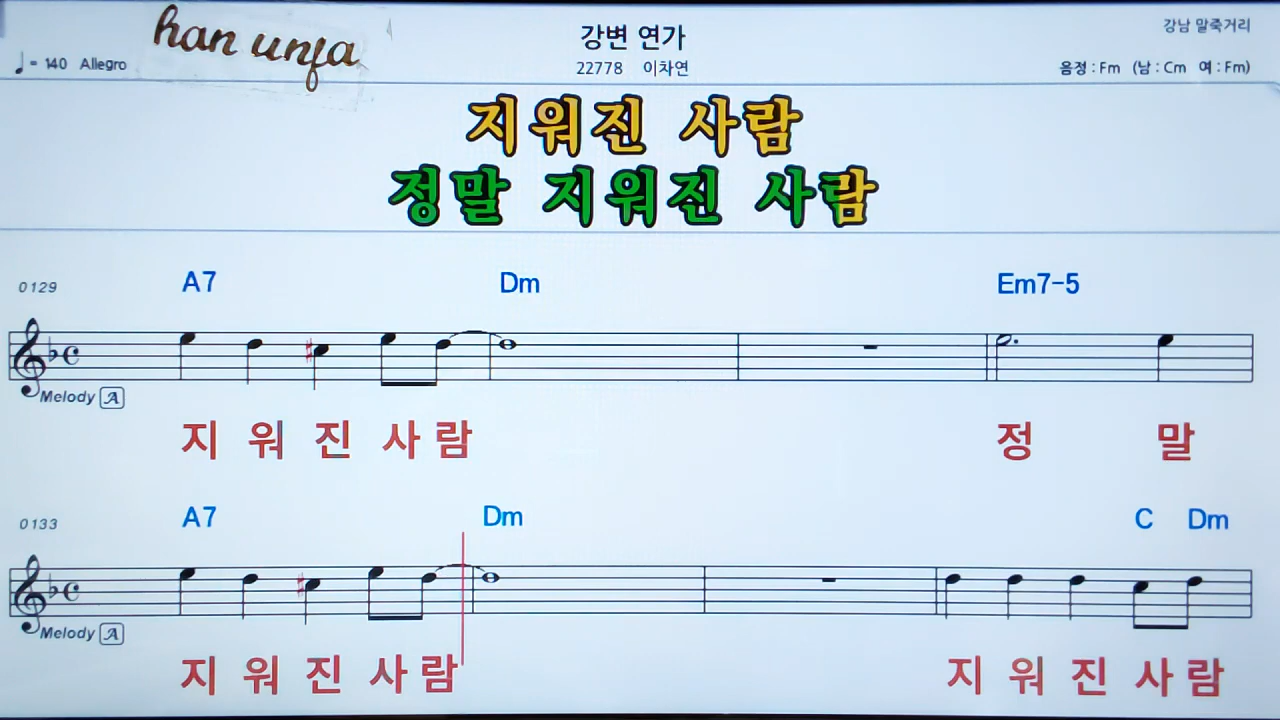 han unja
강변 연가
강남 말죽거리
♩= 140 Allegro
22778 이차연
음정 : Fm (남 : Cm 여 : Fm)
지워진 사람
정말 지워진 사람
0129 A7 Dm Em7-5
Melody A
지 워 진 사 람 정 말
0133 A7 Dm C Dm
Melody A
지 워 진 사 람 지 워 진 사 람